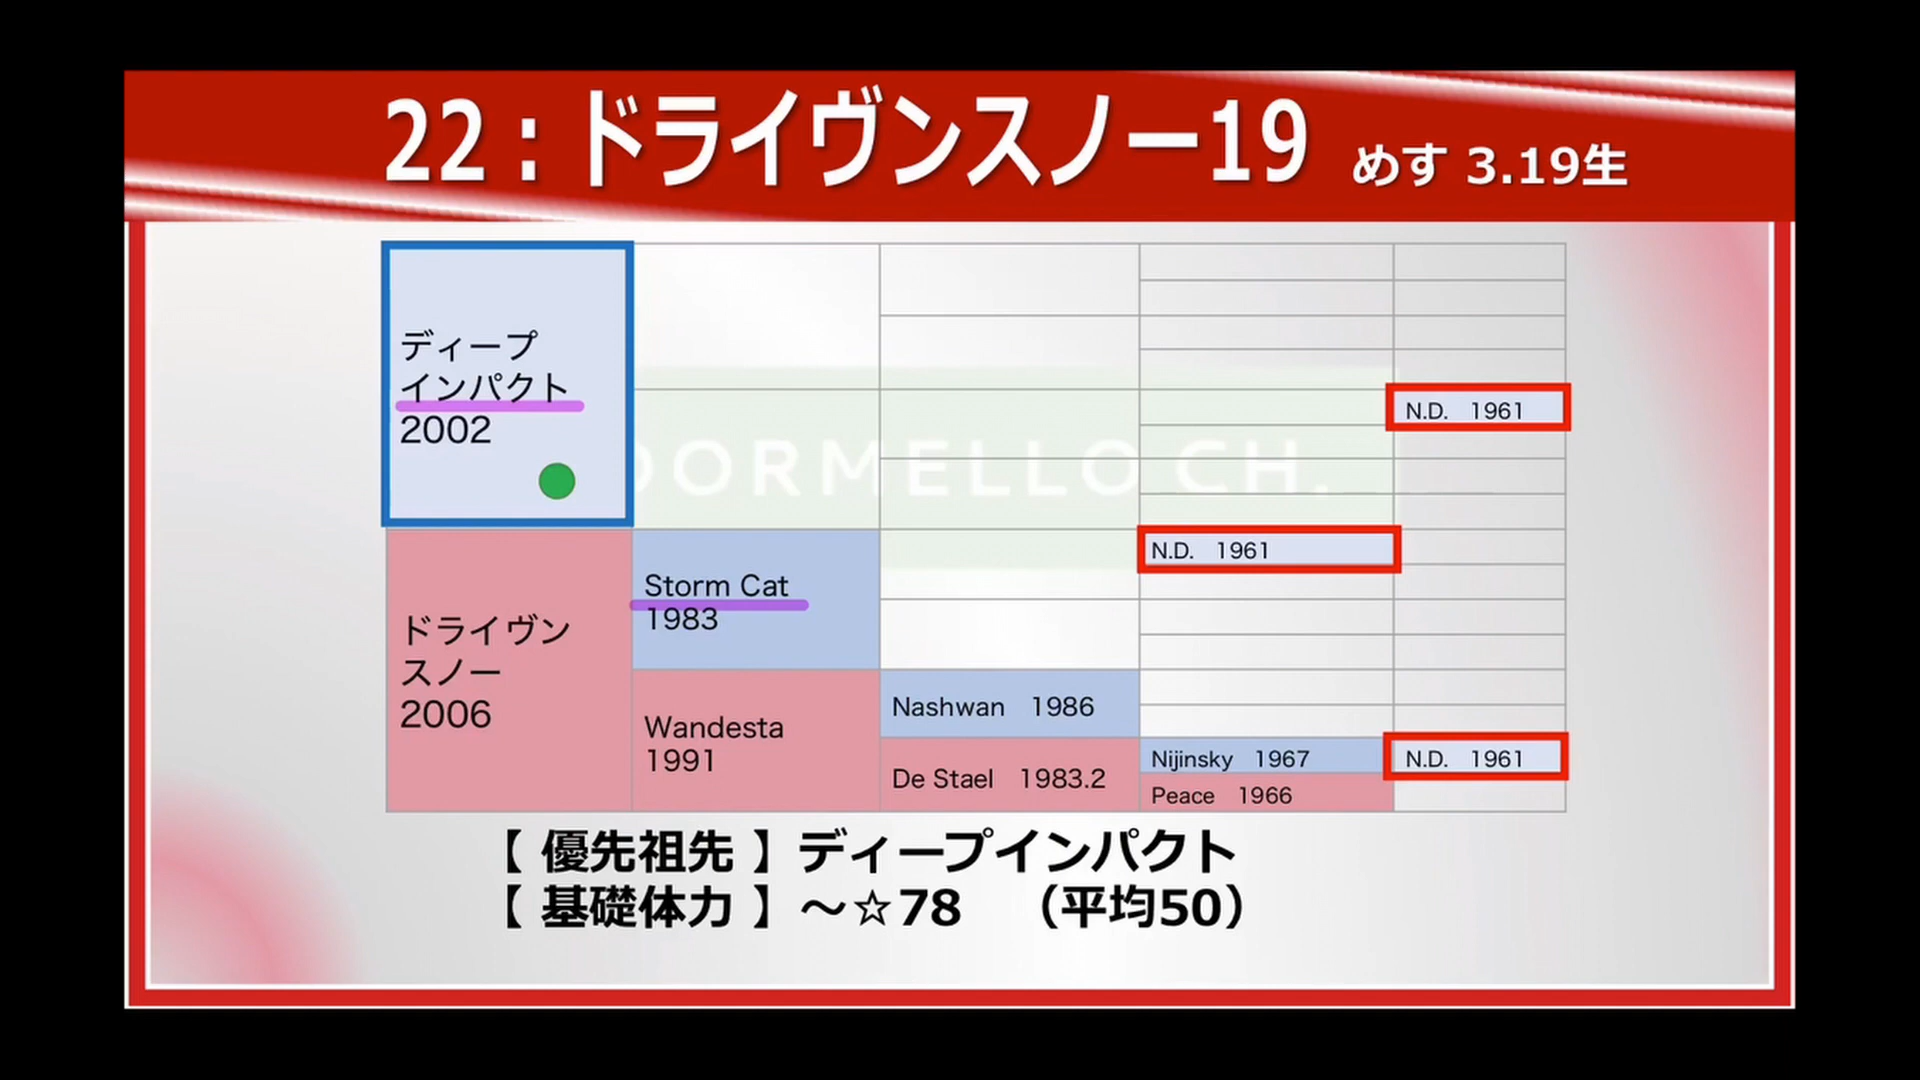 22：ドライヴンスノー19 めす 3.19生
ディープ
インパクト
2002
N.D. 1961
DORMELLO CH.
N.D. 1961
Storm Cat
1983
ドライヴン
スノー
2006
Nashwan 1986
Wandesta
1991
Nijinsky 1967
N.D. 1961
De Stael 1983.2
Peace 1966
【 優先祖先 】ディープインパクト
【 基礎体力 】～☆78 （平均50）